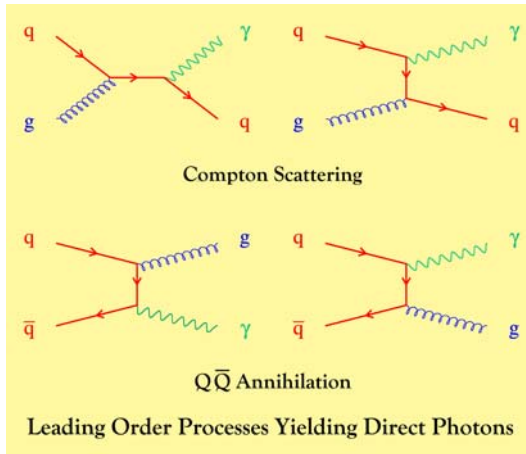 q γ q γ
g q g q
Compton Scattering
q g q γ
q̅ γ q̅ g
QQ̅ Annihilation
Leading Order Processes Yielding Direct Photons